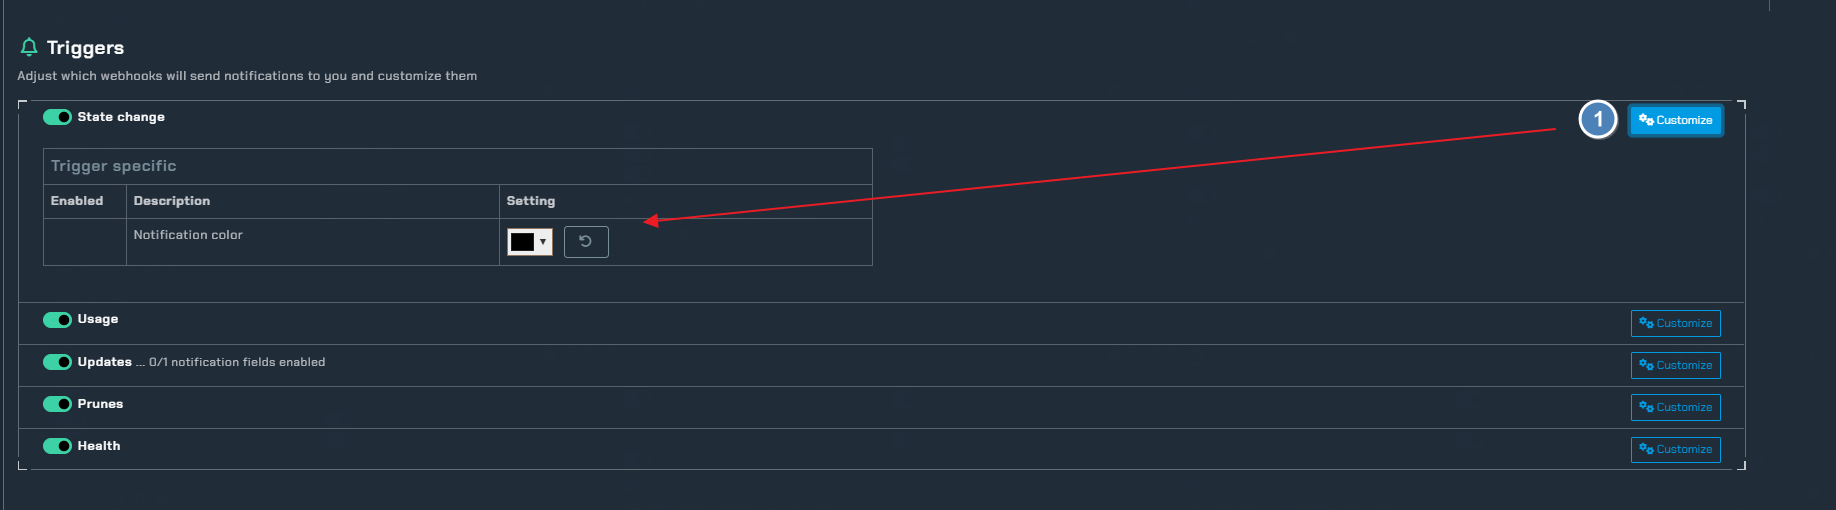 Triggers
Adjust which webhooks will send notifications to you and customize them
State change
1
Customize
Trigger specific
Enabled Description Setting
Notification color
Usage
Customize
Updates ... 0/1 notification fields enabled
Customize
Prunes
Customize
Health
Customize